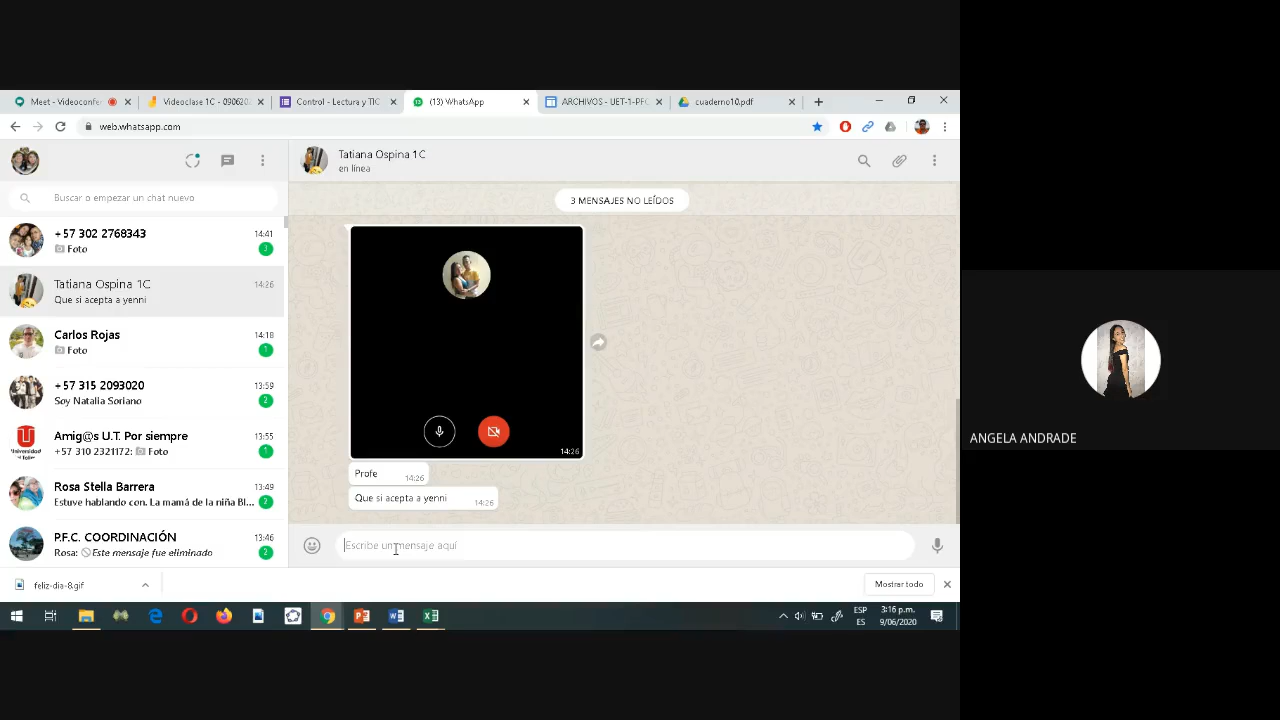 Meet - Videoconfe
Videoclase 1C - 090620
Control - Lectura y TIC
(13) WhatsApp
ARCHIVOS - UET-1-PFC
cuaderno10.pdf
web.whatsapp.com
Tatiana Ospina 1C
en línea
Buscar o empezar un chat nuevo
3 MENSAJES NO LEÍDOS
+57 302 2768343
14:41
Foto
3
Tatiana Ospina 1C
14:26
Que si acepta a yenni
Carlos Rojas
14:18
Foto
1
+57 315 2093020
13:59
Soy Natalia Soriano
2
Amig@s U.T. Por siempre
13:55
+57 310 2321172: Foto
1
Rosa Stella Barrera
13:49
Estuve hablando con. La mamá de la niña Bl...
2
P.F.C. COORDINACIÓN
13:46
Rosa: Este mensaje fue eliminado
2
14:26
Profe
14:26
Que si acepta a yenni
14:26
Escribe un mensaje aquí
feliz-dia-8.gif
Mostrar todo
ESP
ES
3:16 p.m.
9/06/2020
ANGELA ANDRADE